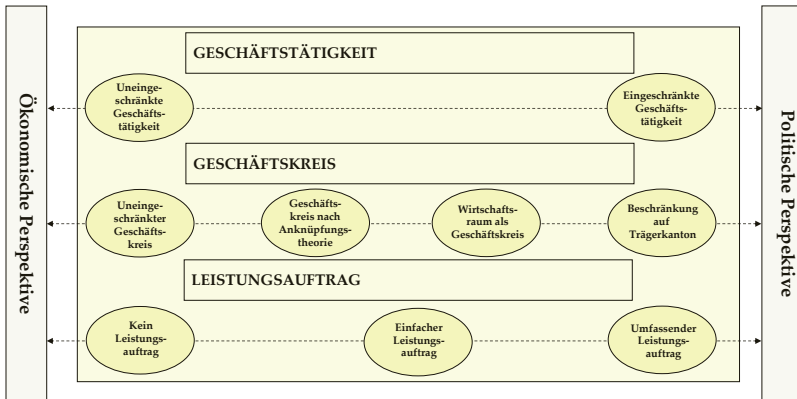 Ökonomische Perspektive
GESCHÄFTSTÄTIGKEIT
Uneinge-
schränkte
Geschäfts-
tätigkeit
Eingeschränkte
Geschäfts-
tätigkeit
GESCHÄFTSKREIS
Uneinge-
schränkter
Geschäfts-
kreis
Geschäfts-
kreis nach
Anknüpfungs-
theorie
Wirtschafts-
raum als
Geschäftskreis
Beschränkung
auf
Trägerkanton
LEISTUNGSAUFTRAG
Kein
Leistungs-
auftrag
Einfacher
Leistungs-
auftrag
Umfassender
Leistungs-
auftrag
Politische Perspektive